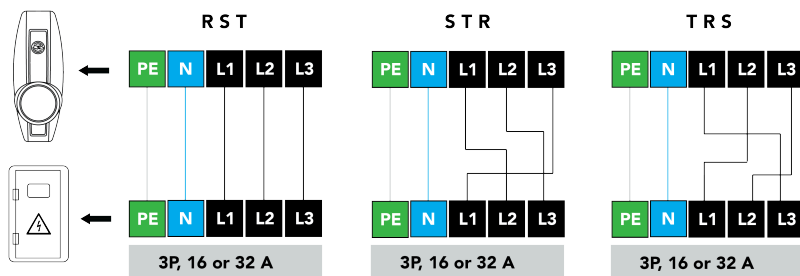 R S T S T R T R S
PE N L1 L2 L3 PE N L1 L2 L3 PE N L1 L2 L3
PE N L1 L2 L3 PE N L1 L2 L3 PE N L1 L2 L3
3P, 16 or 32 A 3P, 16 or 32 A 3P, 16 or 32 A